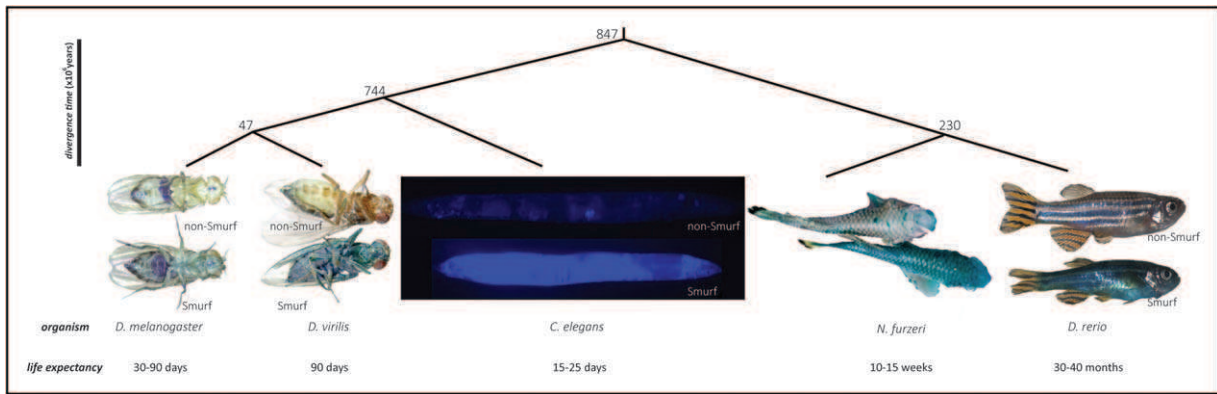 847
divergence time (x10⁶years)
744
47
230
non-Smurf
non-Smurf
non-Smurf
non-Smurf
Smurf
Smurf
Smurf
Smurf
organism D. melanogaster D. virilis C. elegans N. furzeri D. rerio
life expectancy 30-90 days 90 days 15-25 days 10-15 weeks 30-40 months